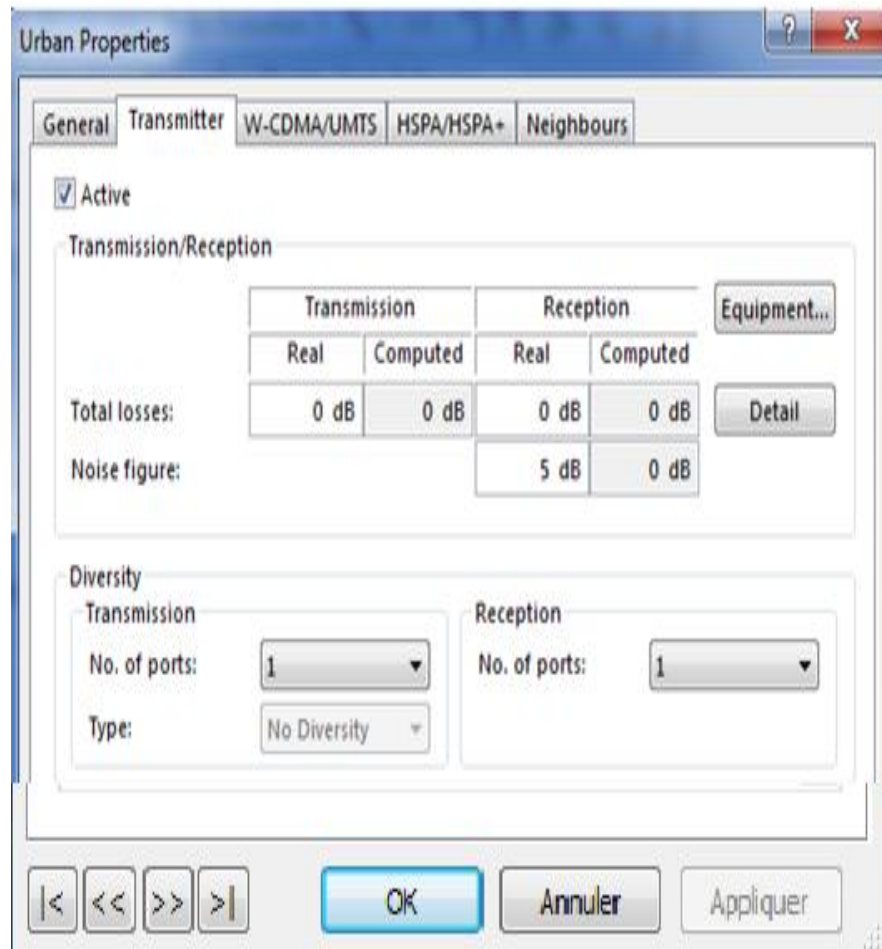 Urban Properties
? X
General Transmitter W-CDMA/UMTS HSPA/HSPA+ Neighbours
Active
Transmission/Reception
Transmission Reception Equipment...
Real Computed Real Computed
Total losses: 0 dB 0 dB 0 dB 0 dB Detail
Noise figure: 5 dB 0 dB
Diversity
Transmission Reception
No. of ports: 1 No. of ports: 1
Type: No Diversity
|< << >> >| OK Annuler Appliquer